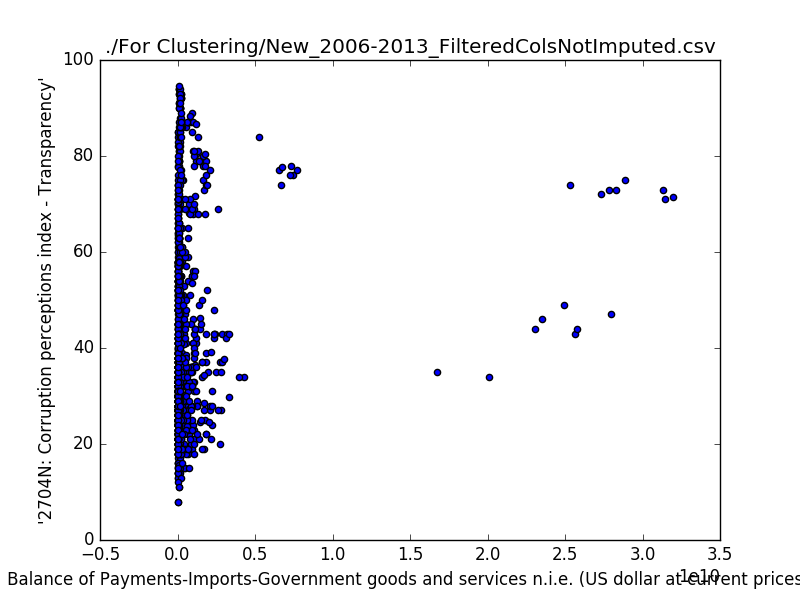 ./For Clustering/New_2006-2013_FilteredColsNotImputed.csv
'2704N: Corruption perceptions index - Transparency'
100
80
60
40
20
0
−0.5 0.0 0.5 1.0 1.5 2.0 2.5 3.0 3.5
1e10
Balance of Payments-Imports-Government goods and services n.i.e. (US dollar at current prices